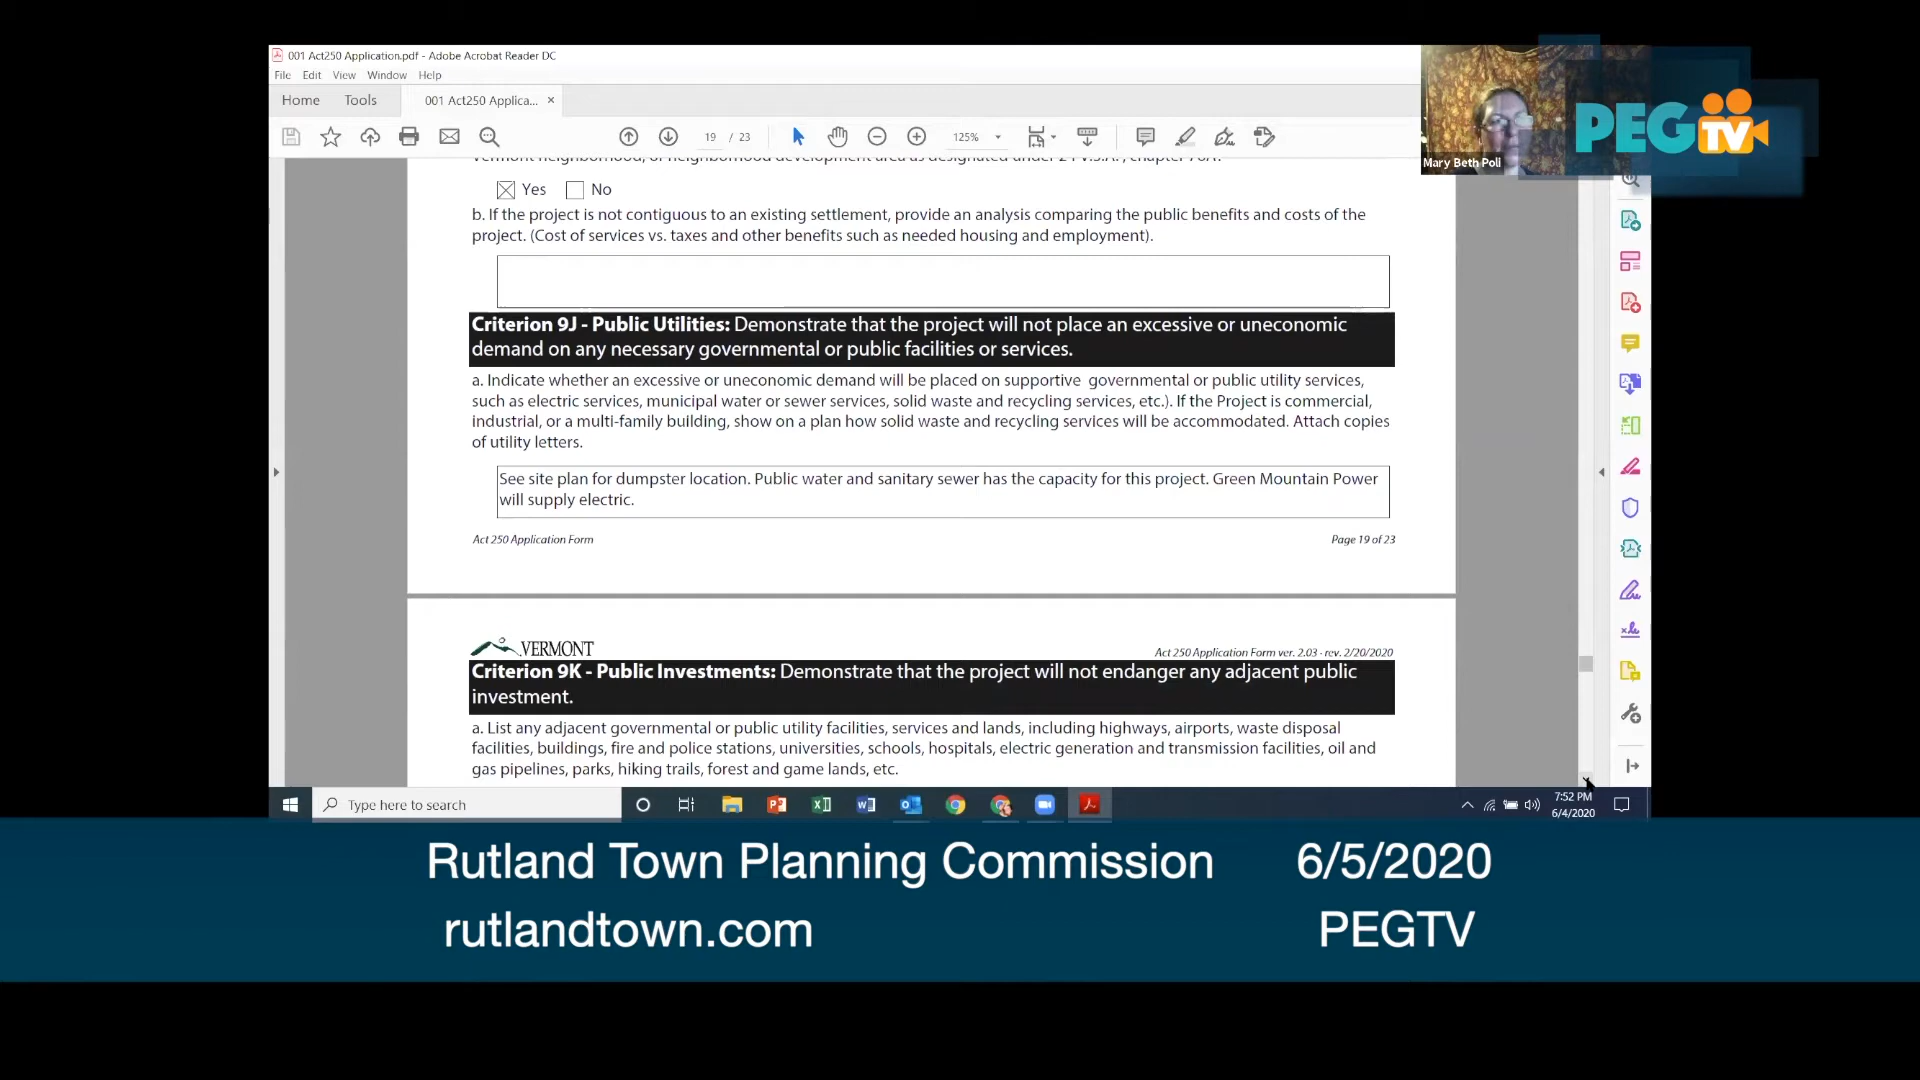 001 Act250 Application.pdf - Adobe Acrobat Reader DC
File Edit View Window Help
Home Tools 001 Act250 Applica... ×
19 / 23 125%
Mary Beth Poli
PEGTV
Vermont neighborhood, or neighborhood development area as designated under 24 V.S.A., chapter 76A.
Yes No
b. If the project is not contiguous to an existing settlement, provide an analysis comparing the public benefits and costs of the
project. (Cost of services vs. taxes and other benefits such as needed housing and employment).
Criterion 9J - Public Utilities: Demonstrate that the project will not place an excessive or uneconomic
demand on any necessary governmental or public facilities or services.
a. Indicate whether an excessive or uneconomic demand will be placed on supportive governmental or public utility services,
such as electric services, municipal water or sewer services, solid waste and recycling services, etc.). If the Project is commercial,
industrial, or a multi-family building, show on a plan how solid waste and recycling services will be accommodated. Attach copies
of utility letters.
See site plan for dumpster location. Public water and sanitary sewer has the capacity for this project. Green Mountain Power
will supply electric.
Act 250 Application Form Page 19 of 23
VERMONT
Act 250 Application Form ver. 2.03 - rev. 2/20/2020
Criterion 9K - Public Investments: Demonstrate that the project will not endanger any adjacent public
investment.
a. List any adjacent governmental or public utility facilities, services and lands, including highways, airports, waste disposal
facilities, buildings, fire and police stations, universities, schools, hospitals, electric generation and transmission facilities, oil and
gas pipelines, parks, hiking trails, forest and game lands, etc.
Type here to search
7:52 PM
6/4/2020
Rutland Town Planning Commission 6/5/2020
rutlandtown.com PEGTV